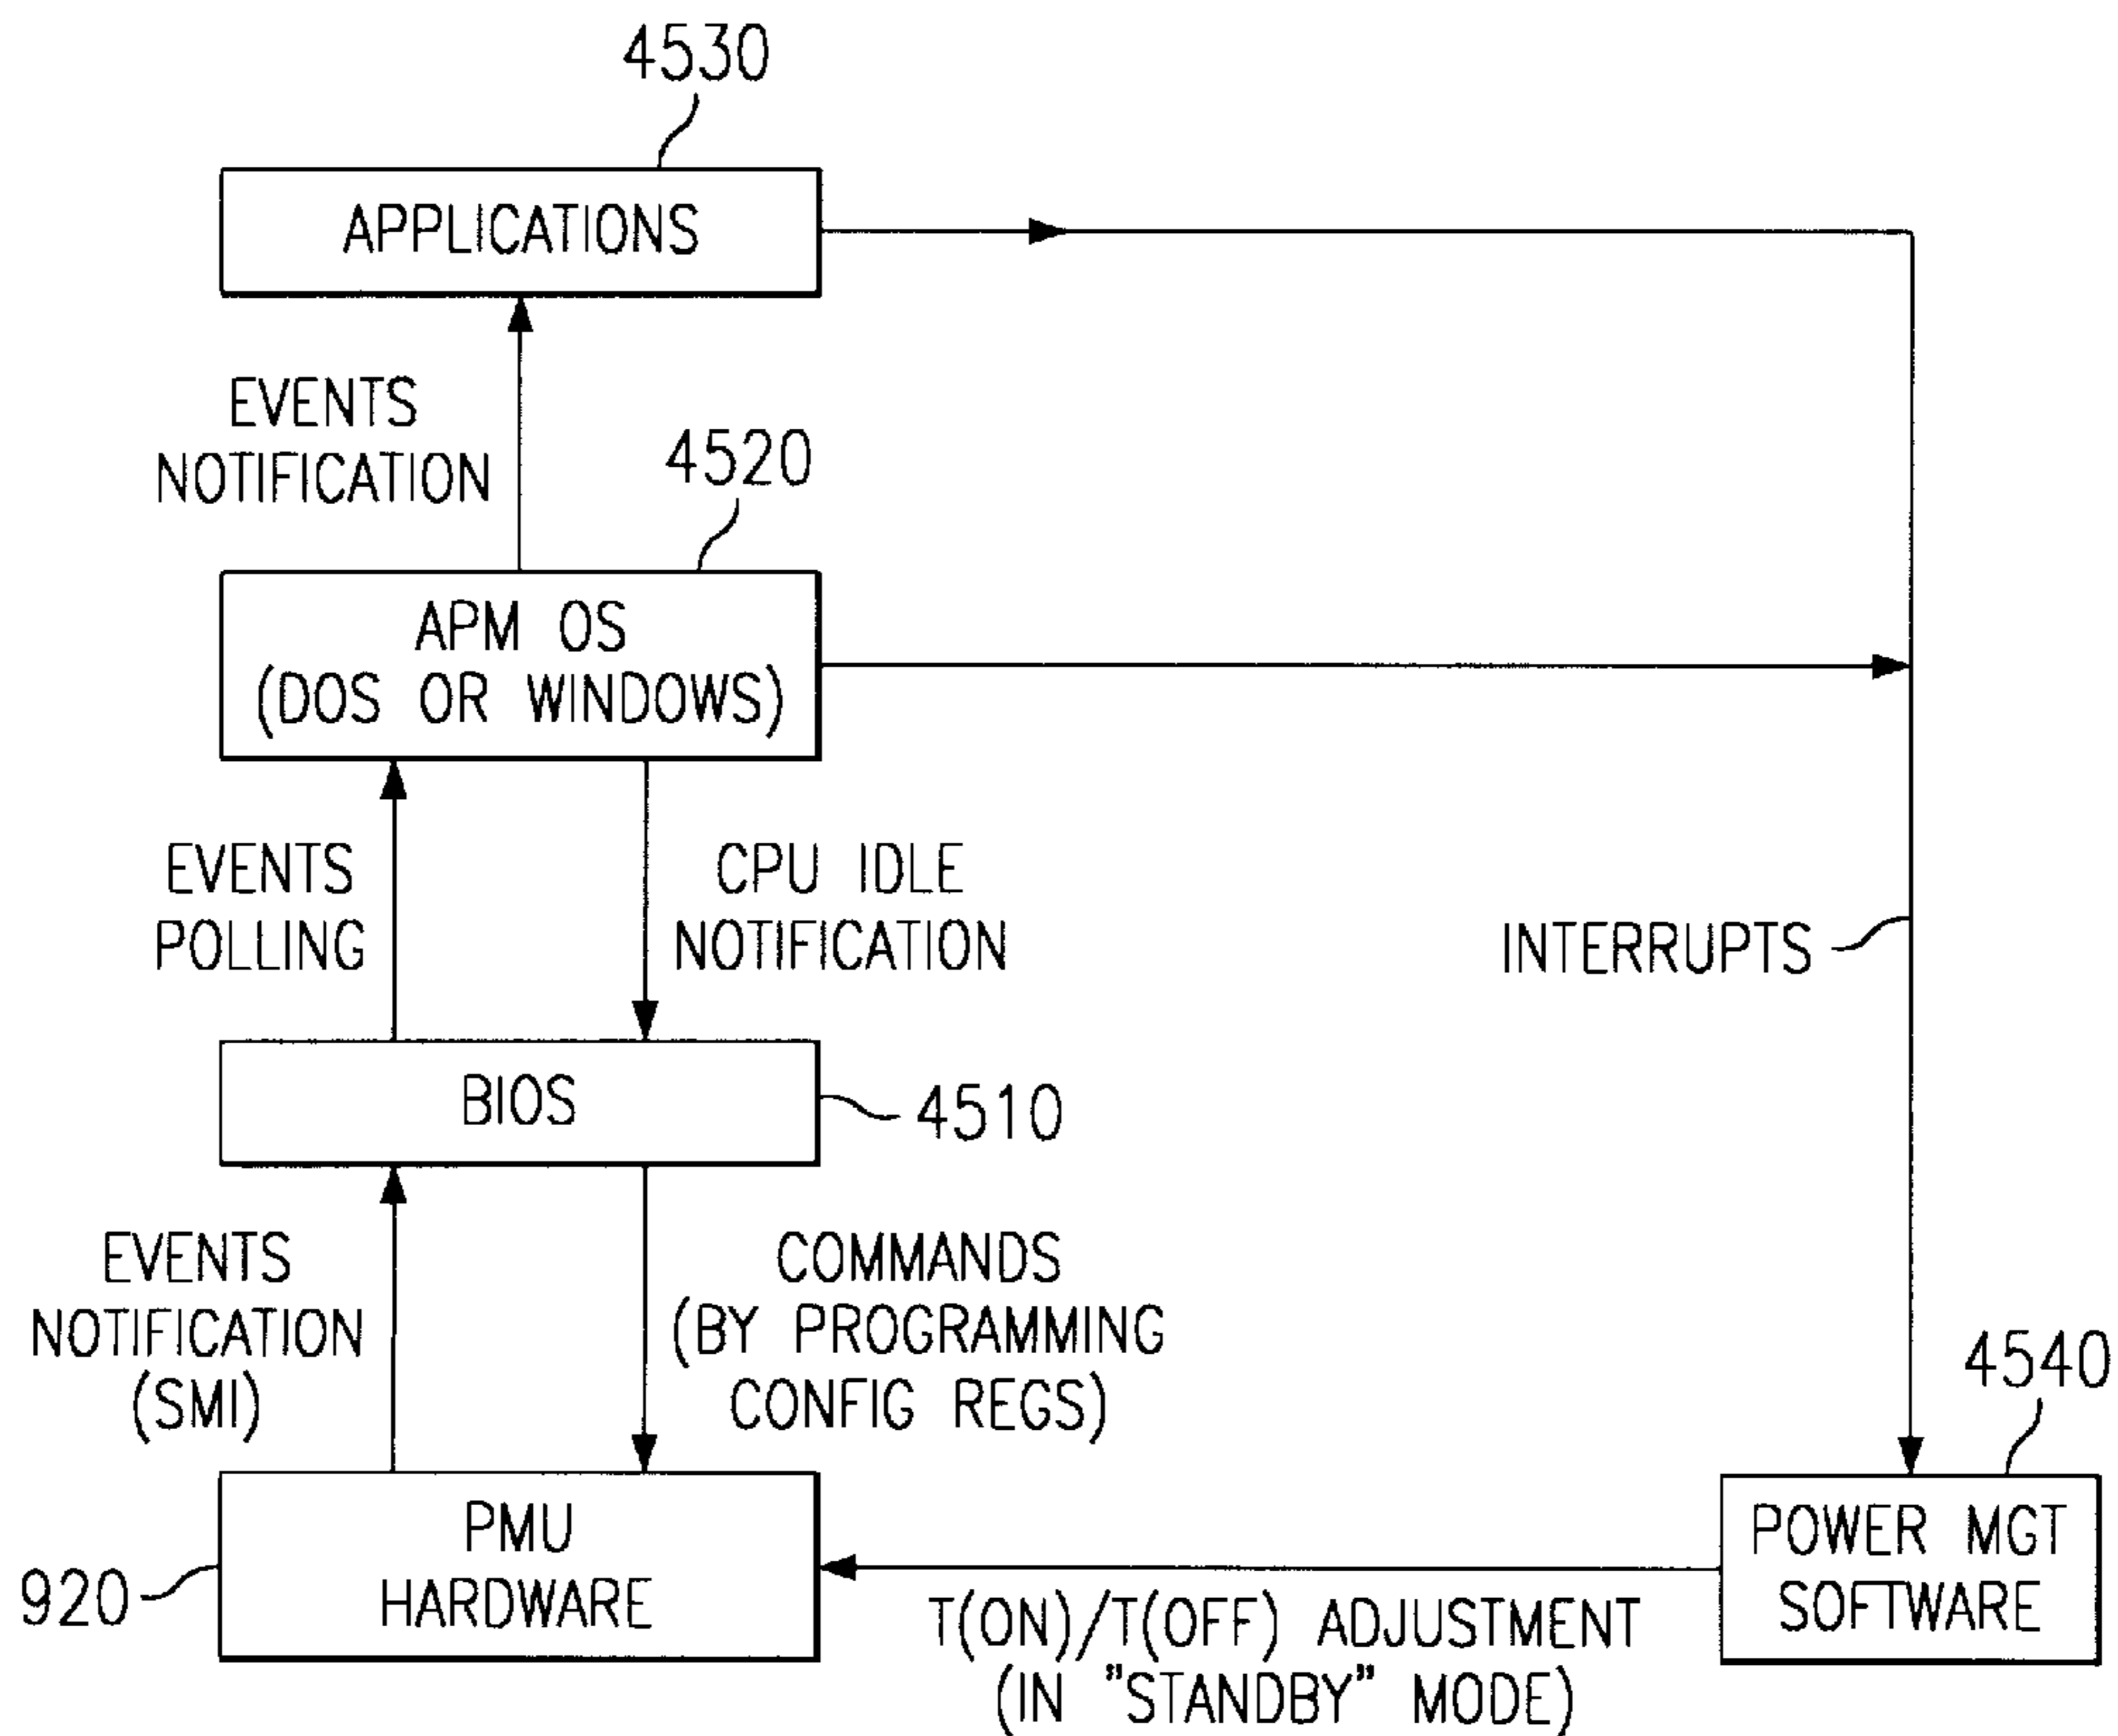 4530
APPLICATIONS
EVENTS
NOTIFICATION
4520
APM OS
(DOS OR WINDOWS)
EVENTS
POLLING
CPU IDLE
NOTIFICATION
INTERRUPTS
BIOS
4510
EVENTS
NOTIFICATION
(SMI)
COMMANDS
(BY PROGRAMMING
CONFIG REGS)
4540
PMU
HARDWARE
920
POWER MGT
SOFTWARE
T(ON)/T(OFF) ADJUSTMENT
(IN "STANDBY" MODE)